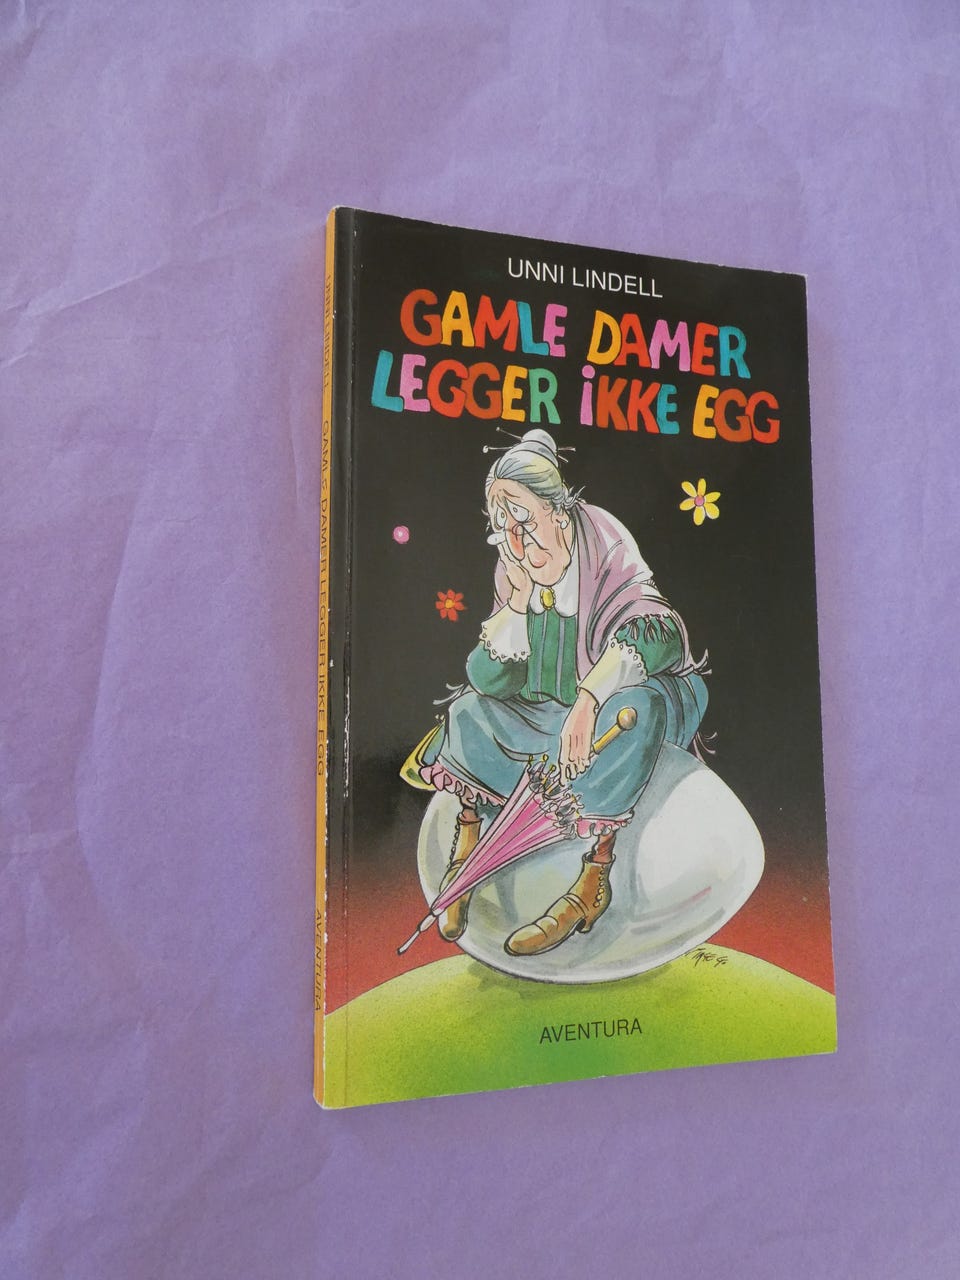 UNNI LINDELL
GAMLE DAMER
LEGGER iKKE EGG
AVENTURA
UNNI LINDELL GAMLE DAMER LEGGER IKKE EGG AVENTURA